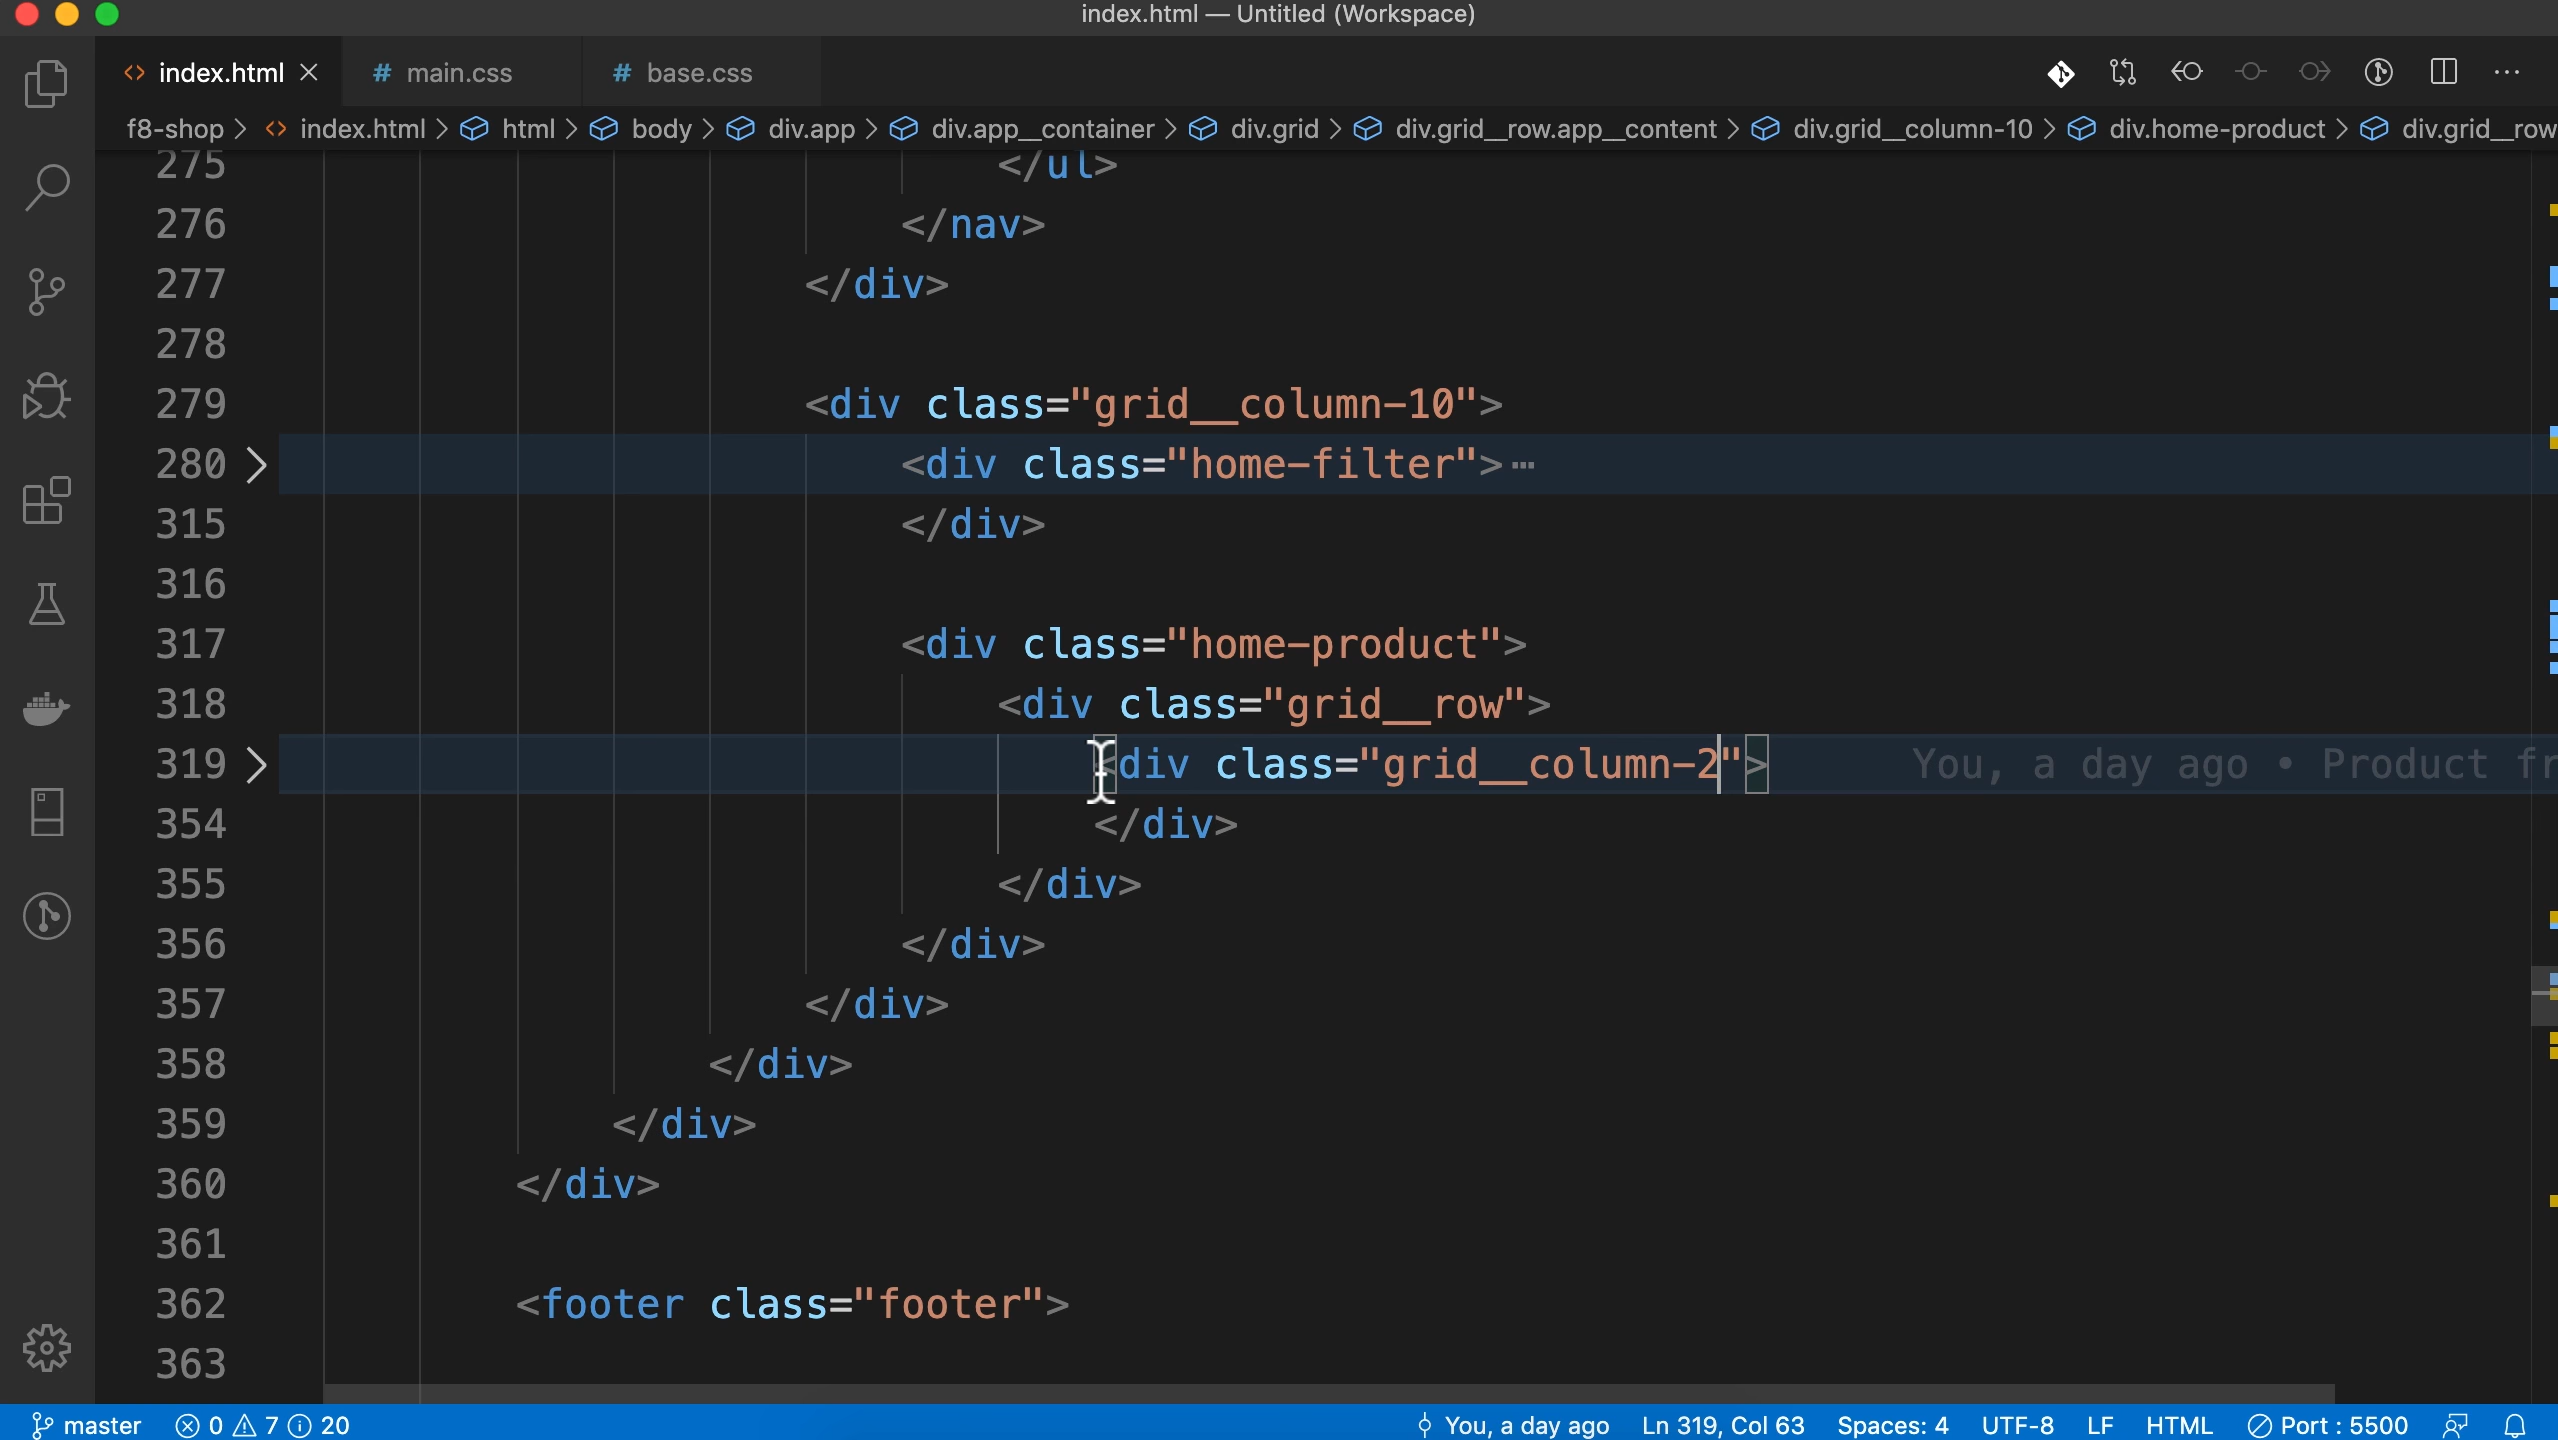 index.html — Untitled (Workspace)
index.html
# main.css
# base.css
f8-shop > index.html > html > body > div.app > div.app__container > div.grid > div.grid__row.app__content > div.grid__column-10 > div.home-product > div.grid__row
275 </ul>
276 </nav>
277 </div>
278
279 <div class="grid__column-10">
280 <div class="home-filter">⋯
315 </div>
316
317 <div class="home-product">
318 <div class="grid__row">
319 <div class="grid__column-2"> You, a day ago • Product fr
354 </div>
355 </div>
356 </div>
357 </div>
358 </div>
359 </div>
360 </div>
361
362 <footer class="footer">
363
master 0 7 20 You, a day ago Ln 319, Col 63 Spaces: 4 UTF-8 LF HTML Port : 5500